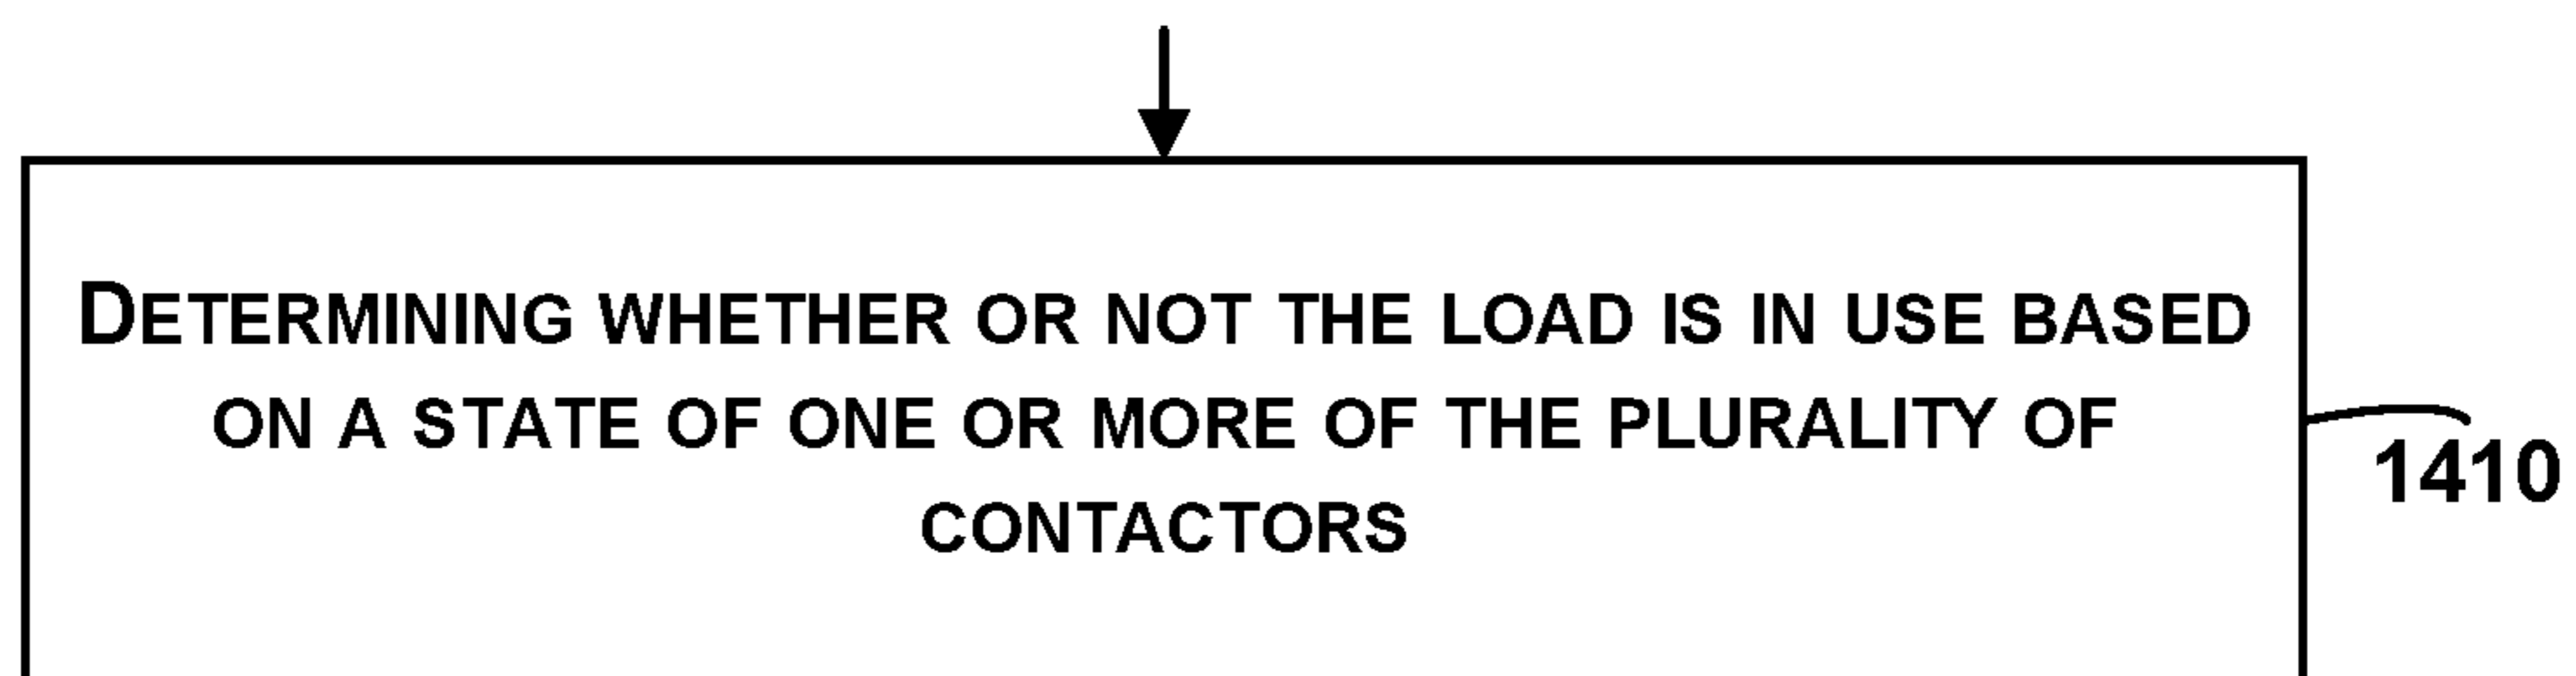 DETERMINING WHETHER OR NOT THE LOAD IS IN USE BASED
ON A STATE OF ONE OR MORE OF THE PLURALITY OF
CONTACTORS
1410